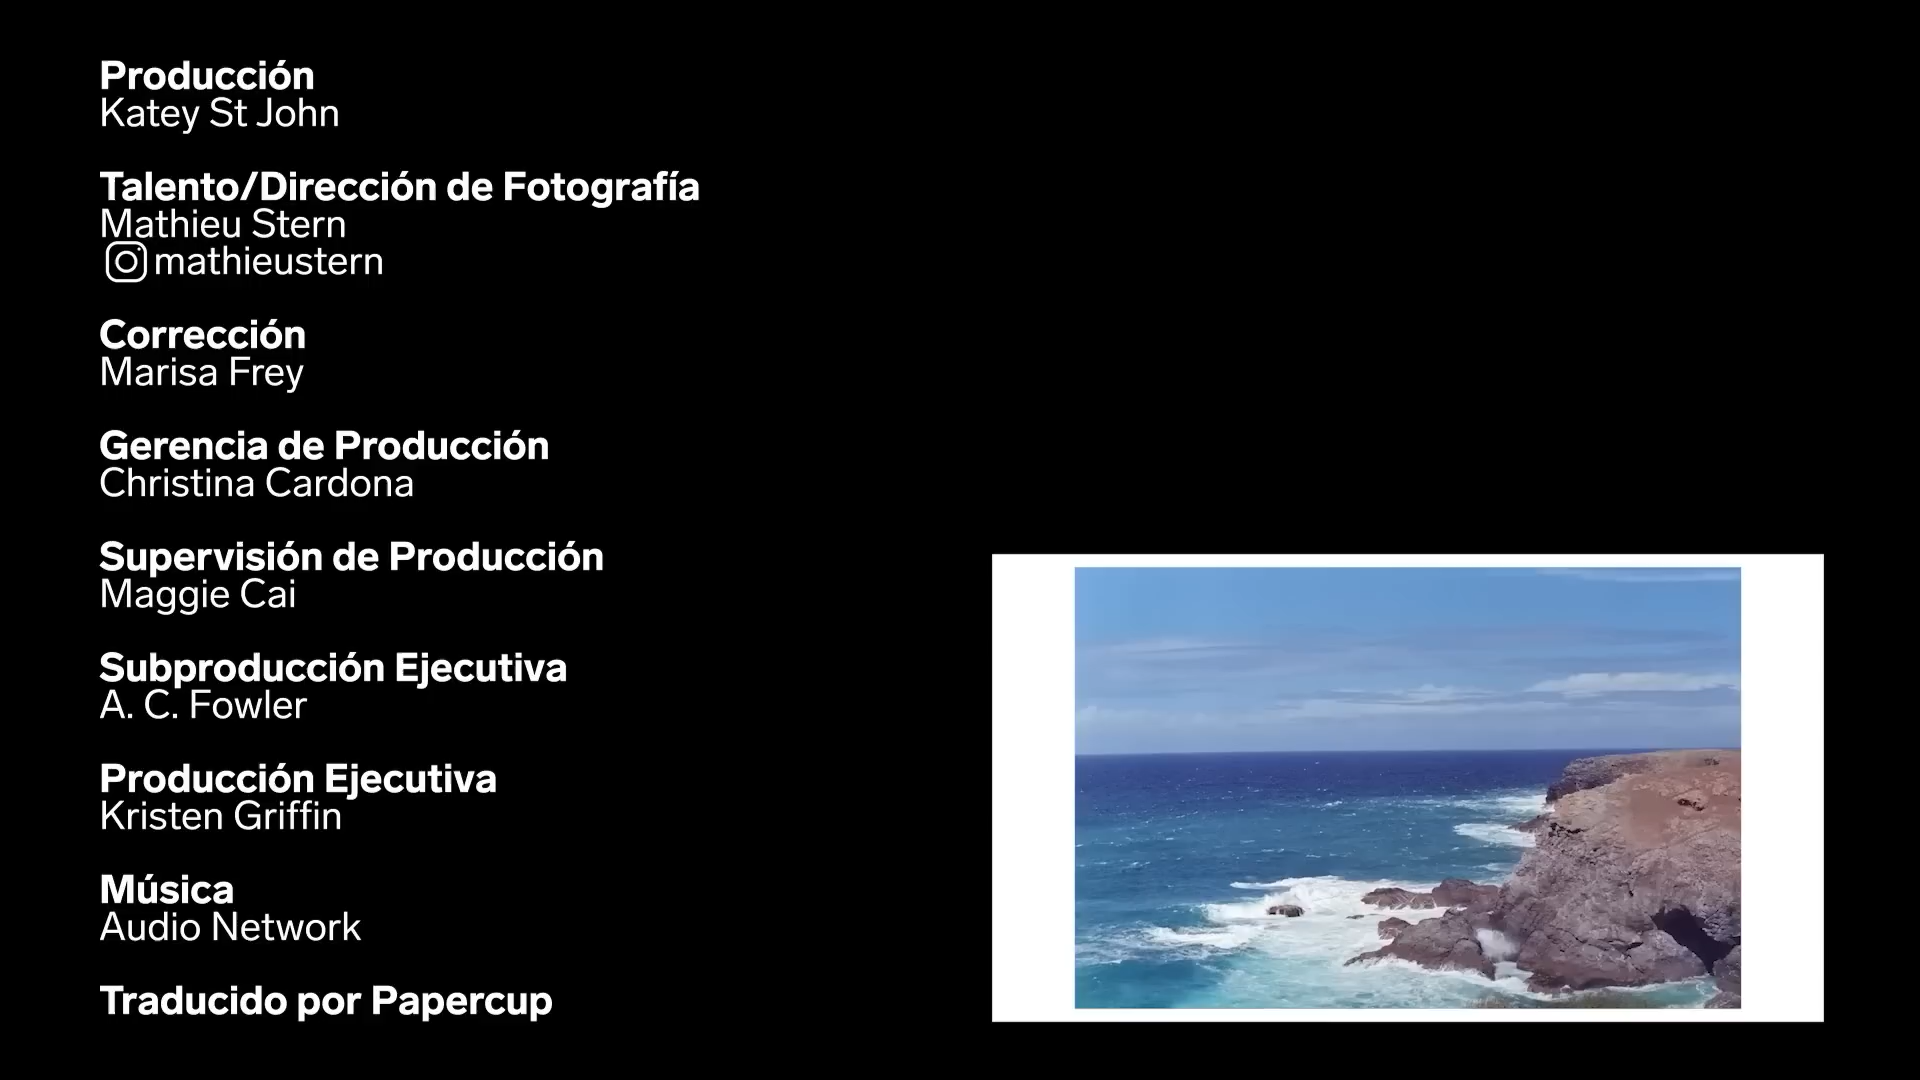 Producción
Katey St John
Talento/Dirección de Fotografía
Mathieu Stern
mathieustern
Corrección
Marisa Frey
Gerencia de Producción
Christina Cardona
Supervisión de Producción
Maggie Cai
Subproducción Ejecutiva
A. C. Fowler
Producción Ejecutiva
Kristen Griffin
Música
Audio Network
Traducido por Papercup